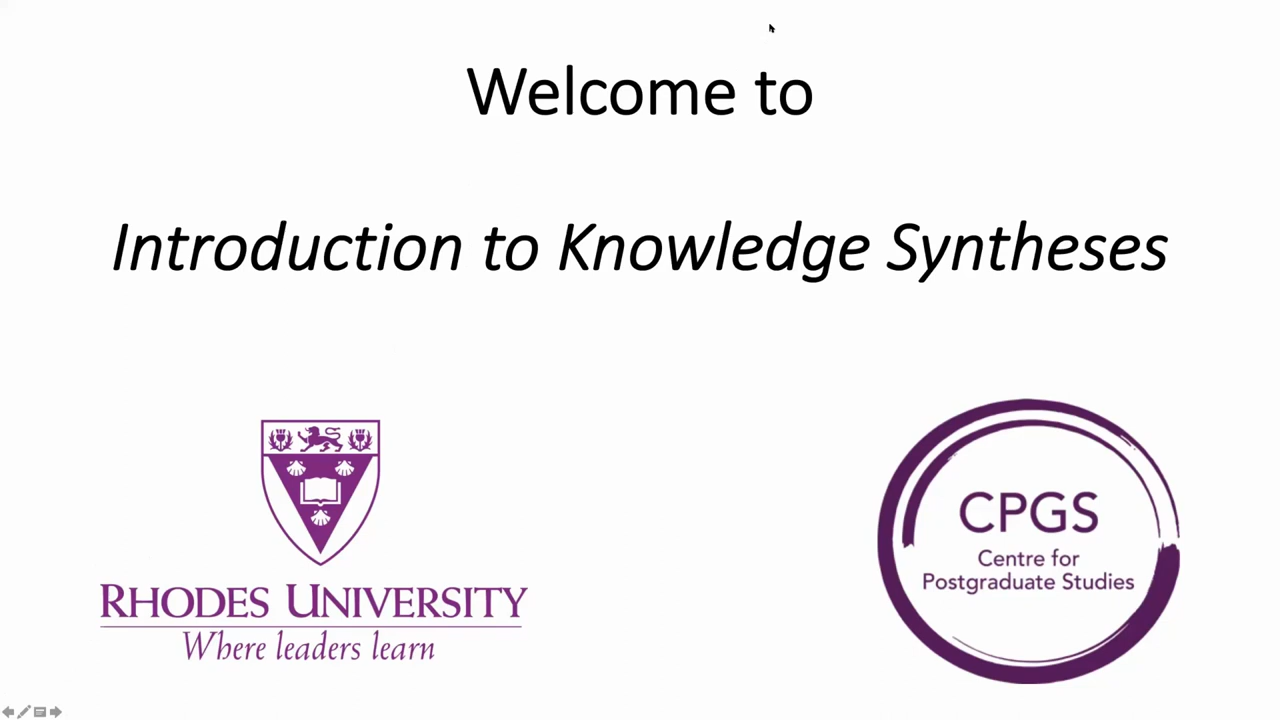 Welcome to
Introduction to Knowledge Syntheses
RHODES UNIVERSITY
Where leaders learn
CPGS
Centre for
Postgraduate Studies